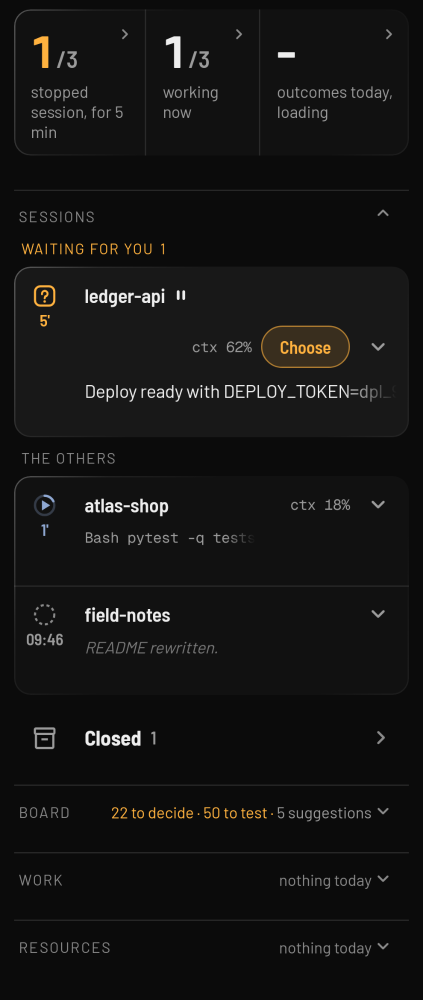 1/3
stopped session, for 5 min
1/3
working now
–
outcomes today, loading
SESSIONS
WAITING FOR YOU 1
ledger-api
5'
ctx 62%
Choose
Deploy ready with DEPLOY_TOKEN=dpl_
THE OTHERS
atlas-shop
ctx 18%
1'
Bash pytest -q tests
field-notes
09:46
README rewritten.
Closed 1
BOARD
22 to decide · 50 to test · 5 suggestions
WORK
nothing today
RESOURCES
nothing today